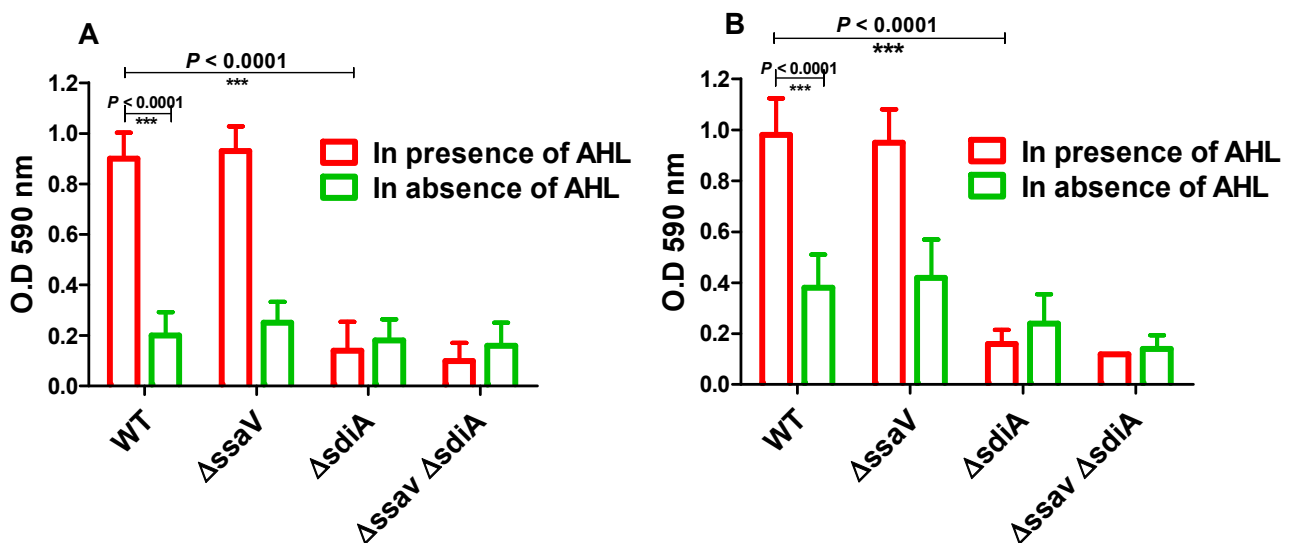 A
P < 0.0001
***
P < 0.0001
***
1.2
1.0
0.8
0.6
0.4
0.2
0.0
O.D 590 nm
In presence of AHL
In absence of AHL
WT
ΔssaV
ΔsdiA
Δssav ΔsdiA
B
P < 0.0001
***
P < 0.0001
***
1.2
1.0
0.8
0.6
0.4
0.2
0.0
O.D 590 nm
In presence of AHL
In absence of AHL
WT
ΔssaV
ΔsdiA
Δssav ΔsdiA